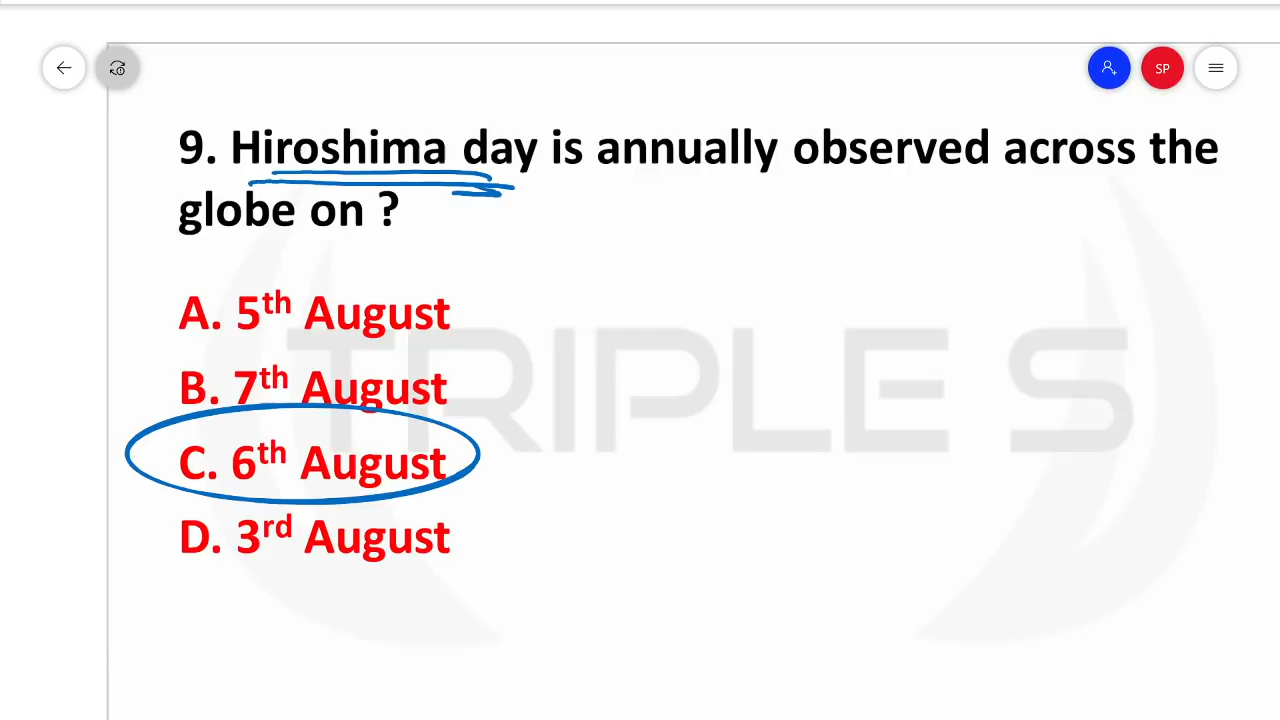 SP
9. Hiroshima day is annually observed across the
globe on ?
A. 5th August
B. 7th August
C. 6th August
D. 3rd August
TRIPLE S